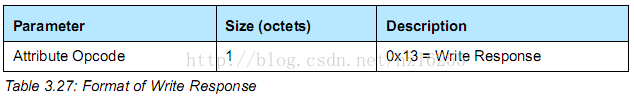 Parameter Size (octets) Description
Attribute Opcode 1 0x13 = Write Response
Table 3.27: Format of Write Response